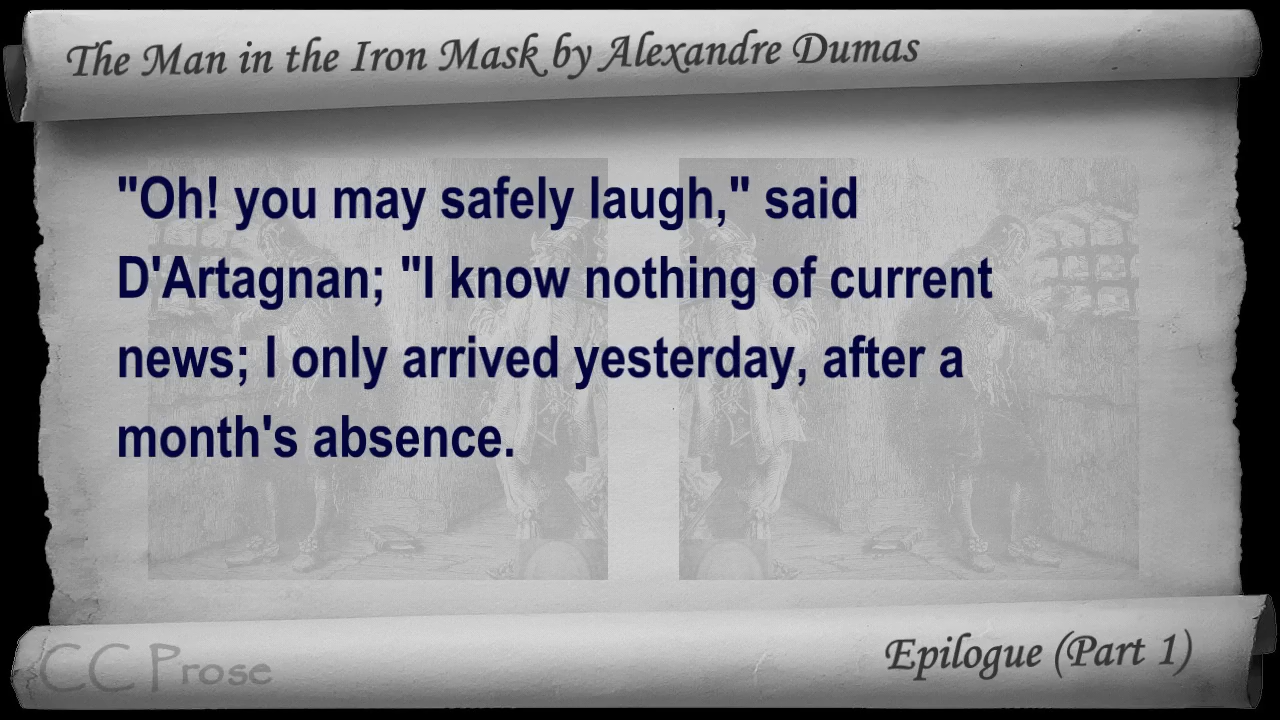 The Man in the Iron Mask by Alexandre Dumas
"Oh! you may safely laugh," said
D'Artagnan; "I know nothing of current
news; I only arrived yesterday, after a
month's absence.
CC Prose
Epilogue (Part 1)